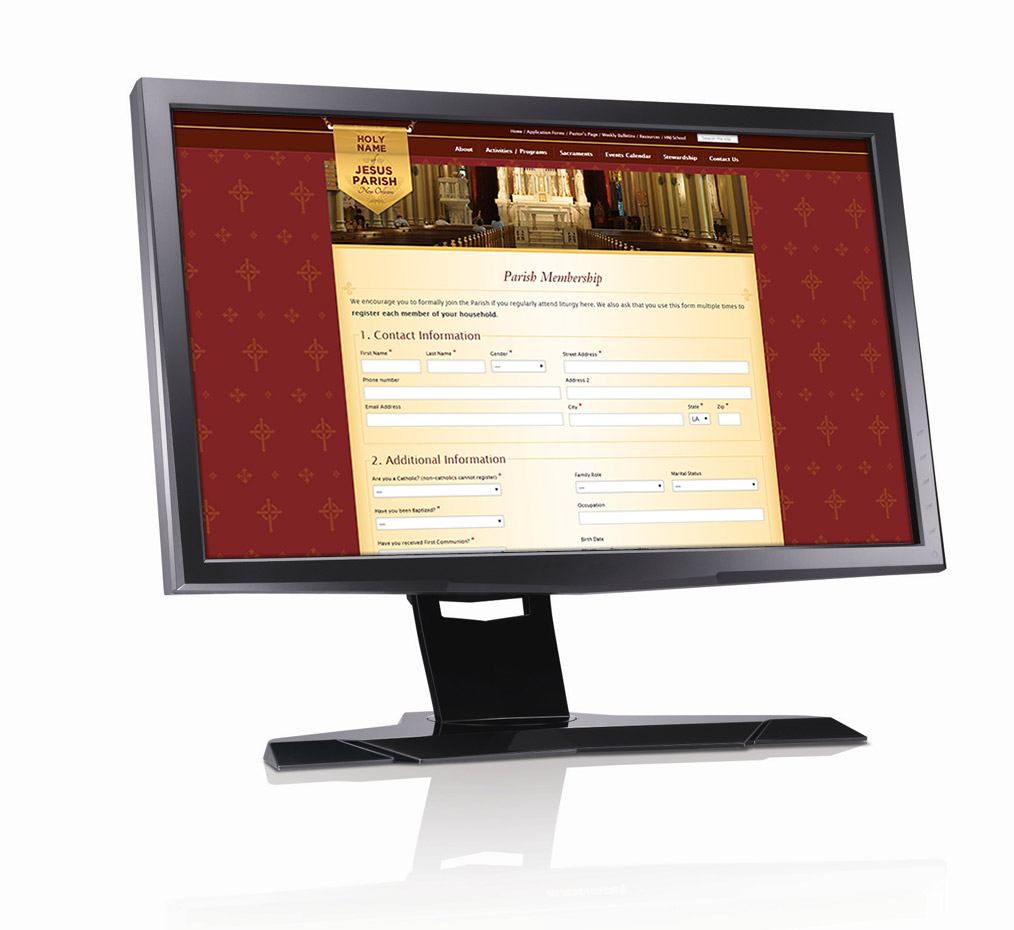 Home / Application Forms / Pastor's Page / Weekly Bulletins / Resources / HNJ School
Search the site...
HOLY
NAME
of
JESUS
PARISH
New Orleans
About Activities / Programs Sacraments Events Calendar Stewardship Contact Us
Parish Membership
We encourage you to formally join the Parish if you regularly attend liturgy here. We also ask that you use this form multiple times to
register each member of your household.
1. Contact Information
First Name * Last Name * Gender * Street Address *
---
Phone number Address 2
Email Address City * State * Zip *
LA
2. Additional Information
Are you a Catholic? (non-catholics cannot register) * Family Role Marital Status
--- --- ---
Have you been Baptized? * Occupation
---
Have you received First Communion? * Birth Date